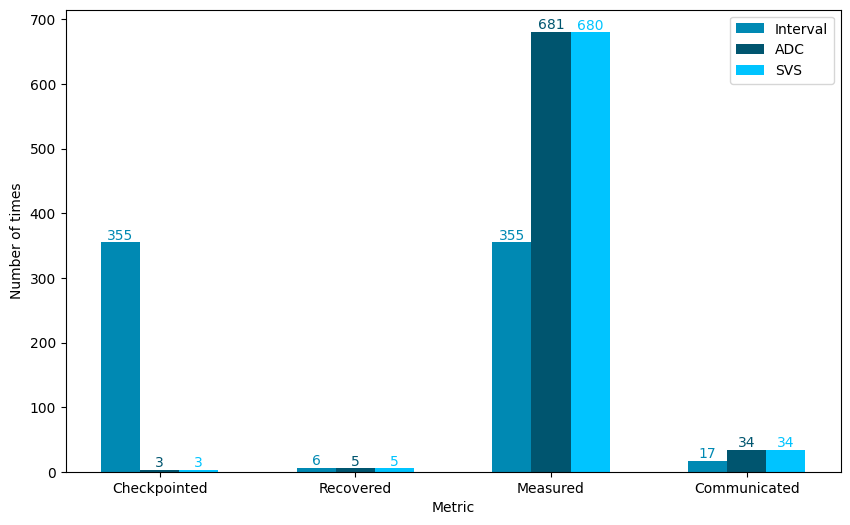 700
600
500
400
300
200
100
0
Number of times
355
3
3
6
5
5
355
681
680
17
34
34
Checkpointed
Recovered
Measured
Communicated
Metric
Interval
ADC
SVS